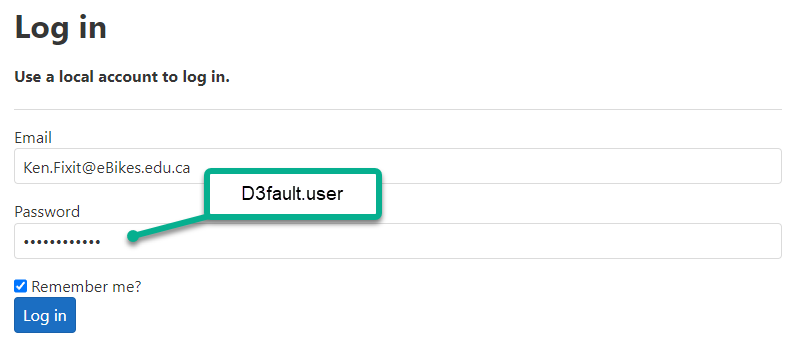 Log in
Use a local account to log in.
Email
Ken.Fixit@eBikes.edu.ca
D3fault.user
Password
••••••••••••
Remember me?
Log in